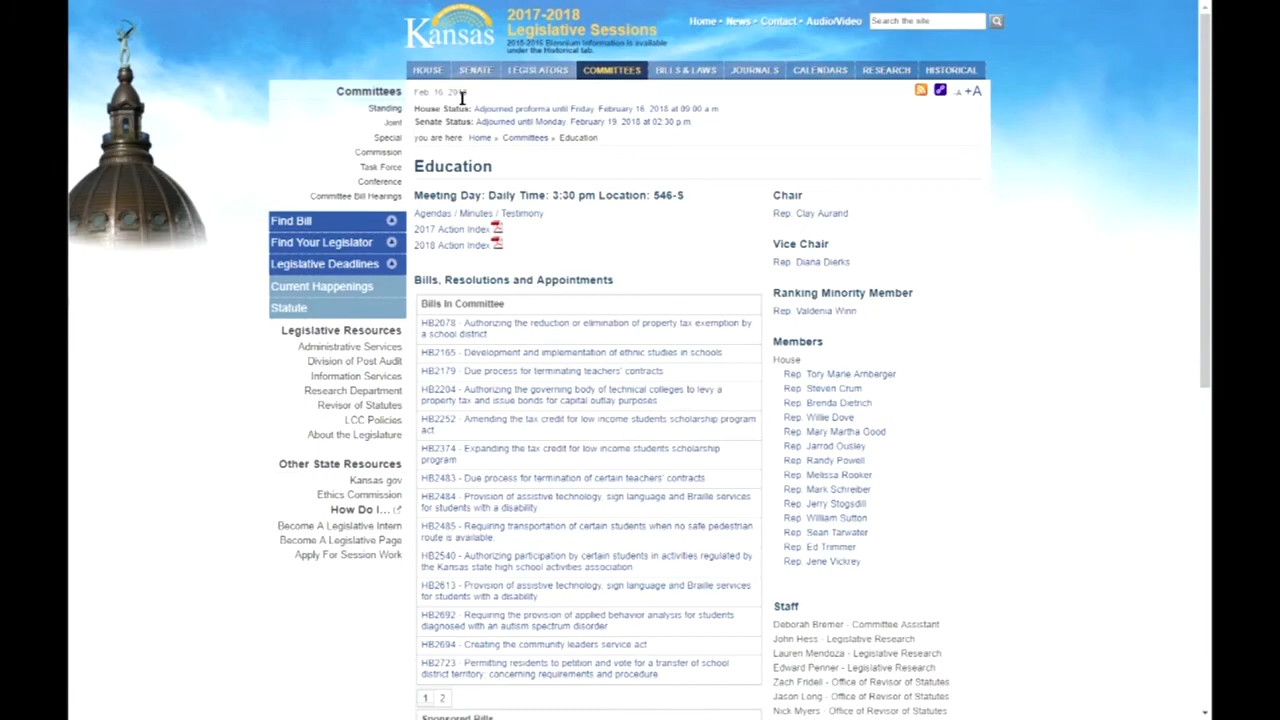 Kansas
2017-2018
Legislative Sessions
2015-2016 Biennium Information is available
under the Historical tab.
Home • News • Contact • Audio/Video
Search the site
HOUSE SENATE LEGISLATORS COMMITTEES BILLS & LAWS JOURNALS CALENDARS RESEARCH HISTORICAL
Committees
Standing
Joint
Special
Commission
Task Force
Conference
Committee Bill Hearings
Find Bill
Find Your Legislator
Legislative Deadlines
Current Happenings
Statute
Legislative Resources
Administrative Services
Division of Post Audit
Information Services
Research Department
Revisor of Statutes
LCC Policies
About the Legislature
Other State Resources
Kansas.gov
Ethics Commission
How Do I...
Become A Legislative Intern
Become A Legislative Page
Apply For Session Work
Feb 16
-A +A
House Status: Adjourned proforma until Friday, February 16, 2018 at 09:00 a.m.
Senate Status: Adjourned until Monday, February 19, 2018 at 02:30 p.m.
you are here: Home » Committees » Education
Education
Meeting Day: Daily Time: 3:30 pm Location: 546-S
Agendas / Minutes / Testimony
2017 Action Index
2018 Action Index
Bills, Resolutions and Appointments
Bills In Committee
HB2078 - Authorizing the reduction or elimination of property tax exemption by
a school district
HB2165 - Development and implementation of ethnic studies in schools
HB2179 - Due process for terminating teachers' contracts
HB2204 - Authorizing the governing body of technical colleges to levy a
property tax and issue bonds for capital outlay purposes
HB2252 - Amending the tax credit for low income students scholarship program
act
HB2374 - Expanding the tax credit for low income students scholarship
program
HB2483 - Due process for termination of certain teachers' contracts
HB2484 - Provision of assistive technology, sign language and Braille services
for students with a disability
HB2485 - Requiring transportation of certain students when no safe pedestrian
route is available
HB2540 - Authorizing participation by certain students in activities regulated by
the Kansas state high school activities association
HB2613 - Provision of assistive technology, sign language and Braille services
for students with a disability
HB2692 - Requiring the provision of applied behavior analysis for students
diagnosed with an autism spectrum disorder
HB2694 - Creating the community leaders service act
HB2723 - Permitting residents to petition and vote for a transfer of school
district territory; concerning requirements and procedure
1 2
Sponsored Bills
Chair
Rep. Clay Aurand
Vice Chair
Rep. Diana Dierks
Ranking Minority Member
Rep. Valdenia Winn
Members
House
Rep. Tory Marie Arnberger
Rep. Steven Crum
Rep. Brenda Dietrich
Rep. Willie Dove
Rep. Mary Martha Good
Rep. Jarrod Ousley
Rep. Randy Powell
Rep. Melissa Rooker
Rep. Mark Schreiber
Rep. Jerry Stogsdill
Rep. William Sutton
Rep. Sean Tarwater
Rep. Ed Trimmer
Rep. Jene Vickrey
Staff
Deborah Bremer - Committee Assistant
John Hess - Legislative Research
Lauren Mendoza - Legislative Research
Edward Penner - Legislative Research
Zach Fridell - Office of Revisor of Statutes
Jason Long - Office of Revisor of Statutes
Nick Myers - Office of Revisor of Statutes